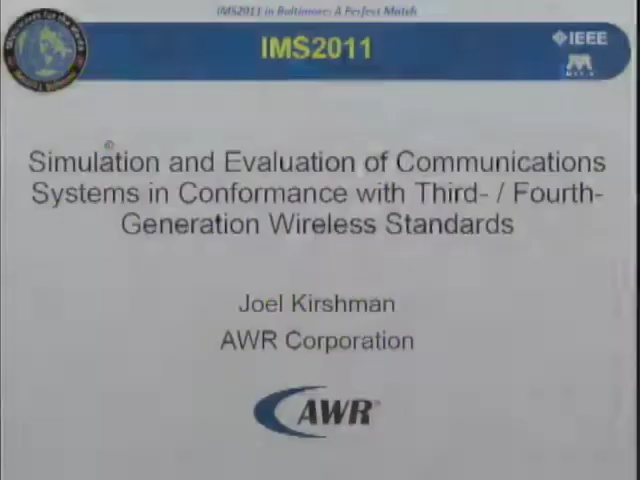 IMS2011 in Baltimore: A Perfect Match
IMS2011
IEEE
Simulation and Evaluation of Communications
Systems in Conformance with Third- / Fourth-
Generation Wireless Standards
Joel Kirshman
AWR Corporation
AWR